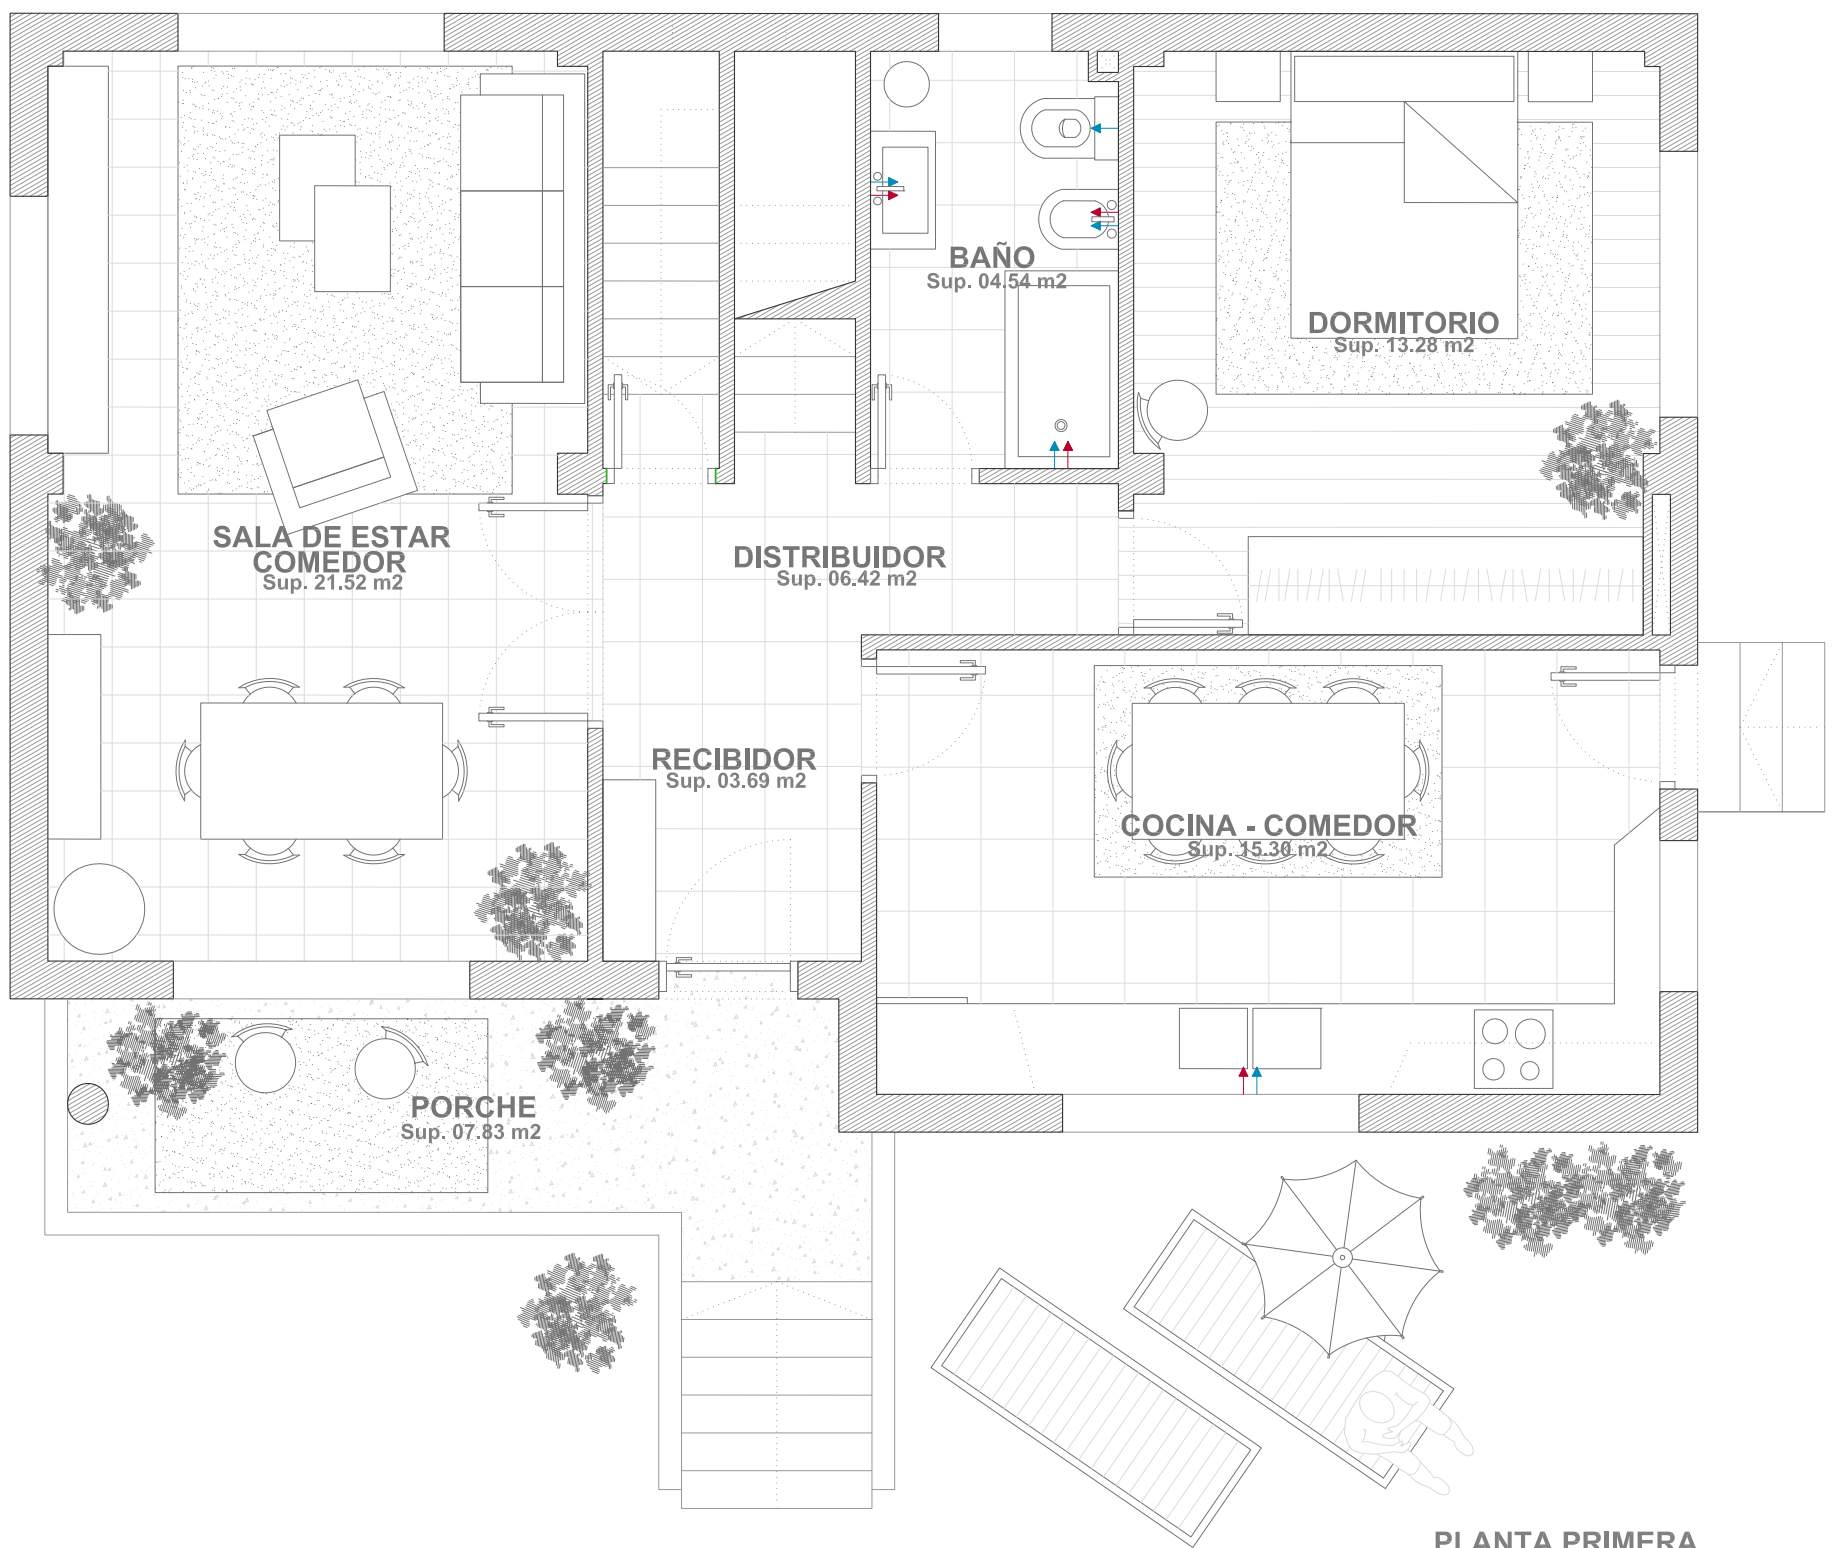 BAÑO
Sup. 04.54 m2
DORMITORIO
Sup. 13.28 m2
SALA DE ESTAR
COMEDOR
Sup. 21.52 m2
DISTRIBUIDOR
Sup. 06.42 m2
RECIBIDOR
Sup. 03.69 m2
COCINA - COMEDOR
Sup. 15.30 m2
PORCHE
Sup. 07.83 m2
PLANTA PRIMERA